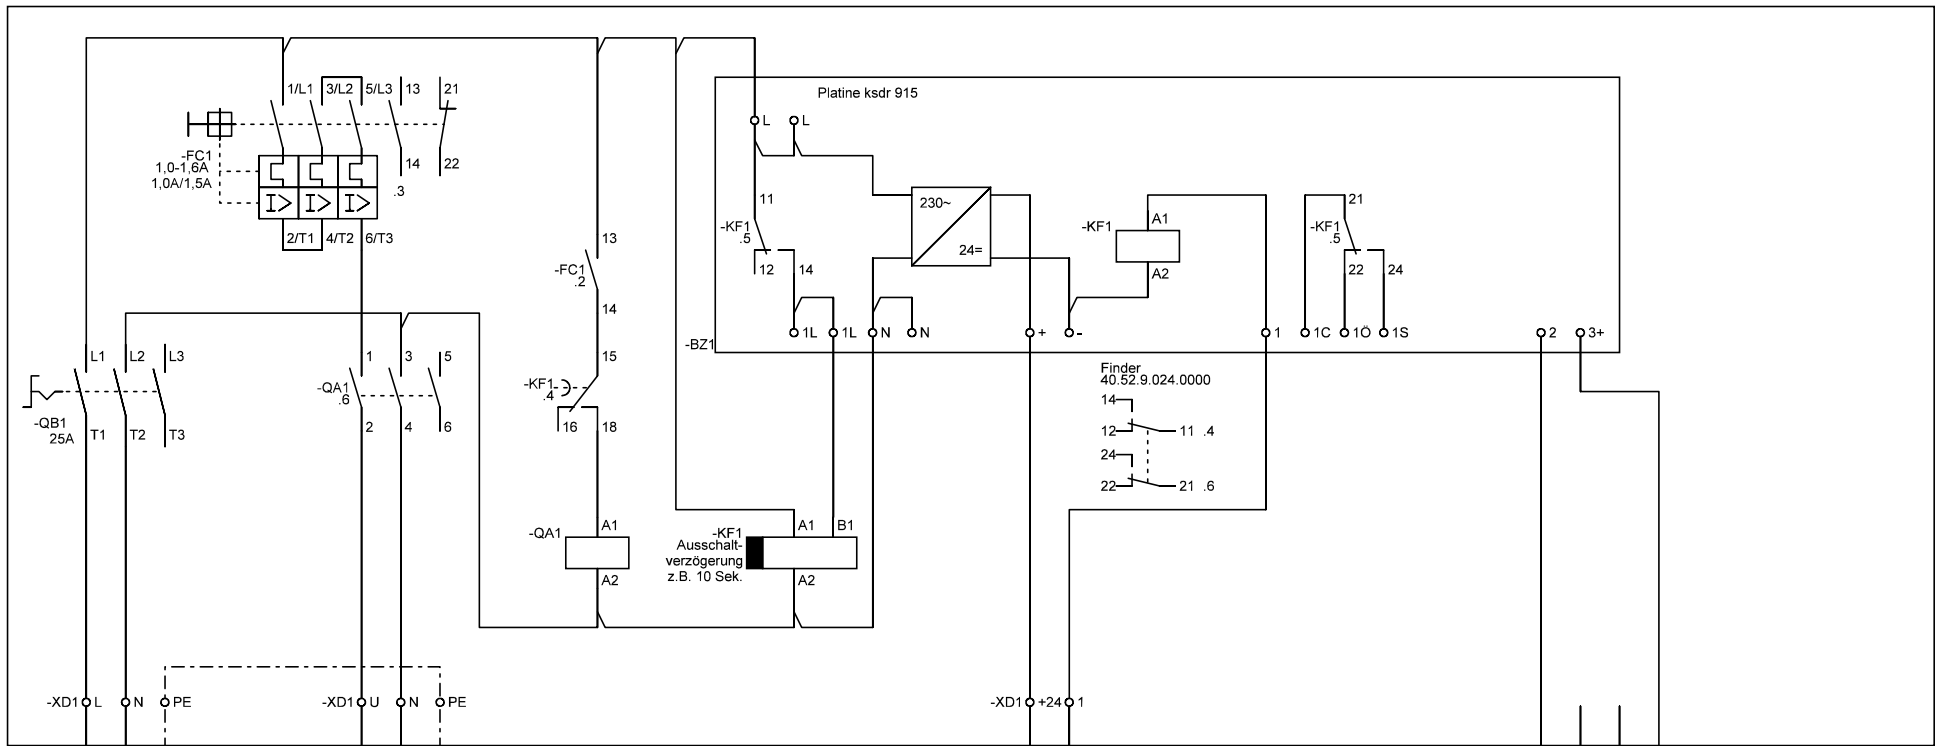 Platine ksdr 915
1/L1 3/L2 5/L3 13 21
L L
-FC1
1,0-1,6A
1,0A/1,5A
14 22
.3
I> I> I>
2/T1 4/T2 6/T3
11
-KF1
.5
12 14
230~
24=
-KF1
A1
A2
21
-KF1
.5
22 24
13
-FC1
.2
14
-BZ1
1L 1L N N + - 1 1C 1Ö 1S 2 3+
L1 L2 L3
-QB1
25A
T1 T2 T3
1 3 5
-QA1
.6
2 4 6
15
-KF1
.4
16 18
Finder
40.52.9.024.0000
14
12 11 .4
24
22 21 .6
-QA1
A1
A2
-KF1
Ausschalt-
verzögerung
z.B. 10 Sek.
A1 B1
A2
-XD1 L N PE
-XD1 U N PE
-XD1 +24 1